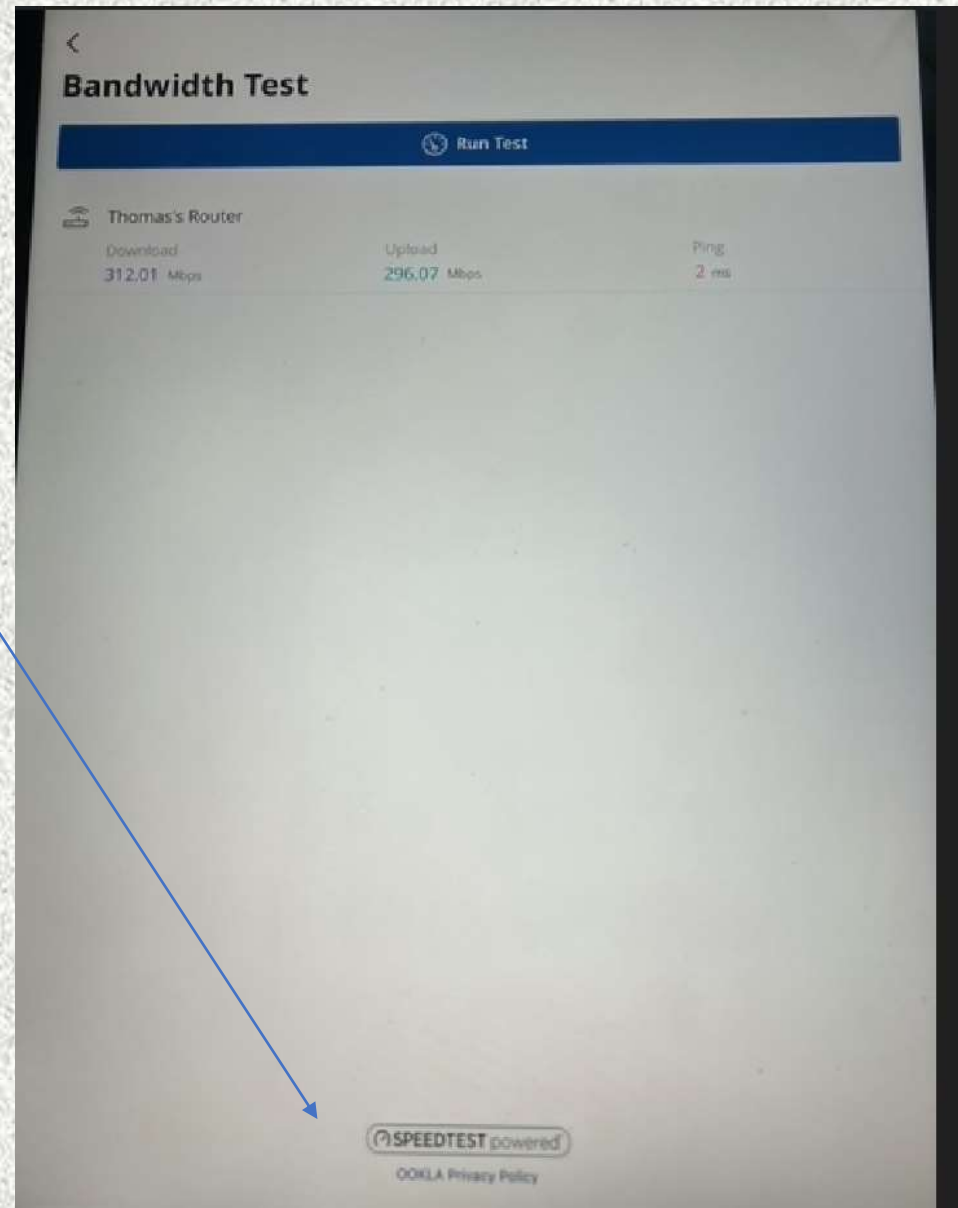 Bandwidth Test
Run Test
Thomas's Router
Download Upload Ping
312.01 Mbps 296.07 Mbps 2 ms
SPEEDTEST powered
OOKLA Privacy Policy